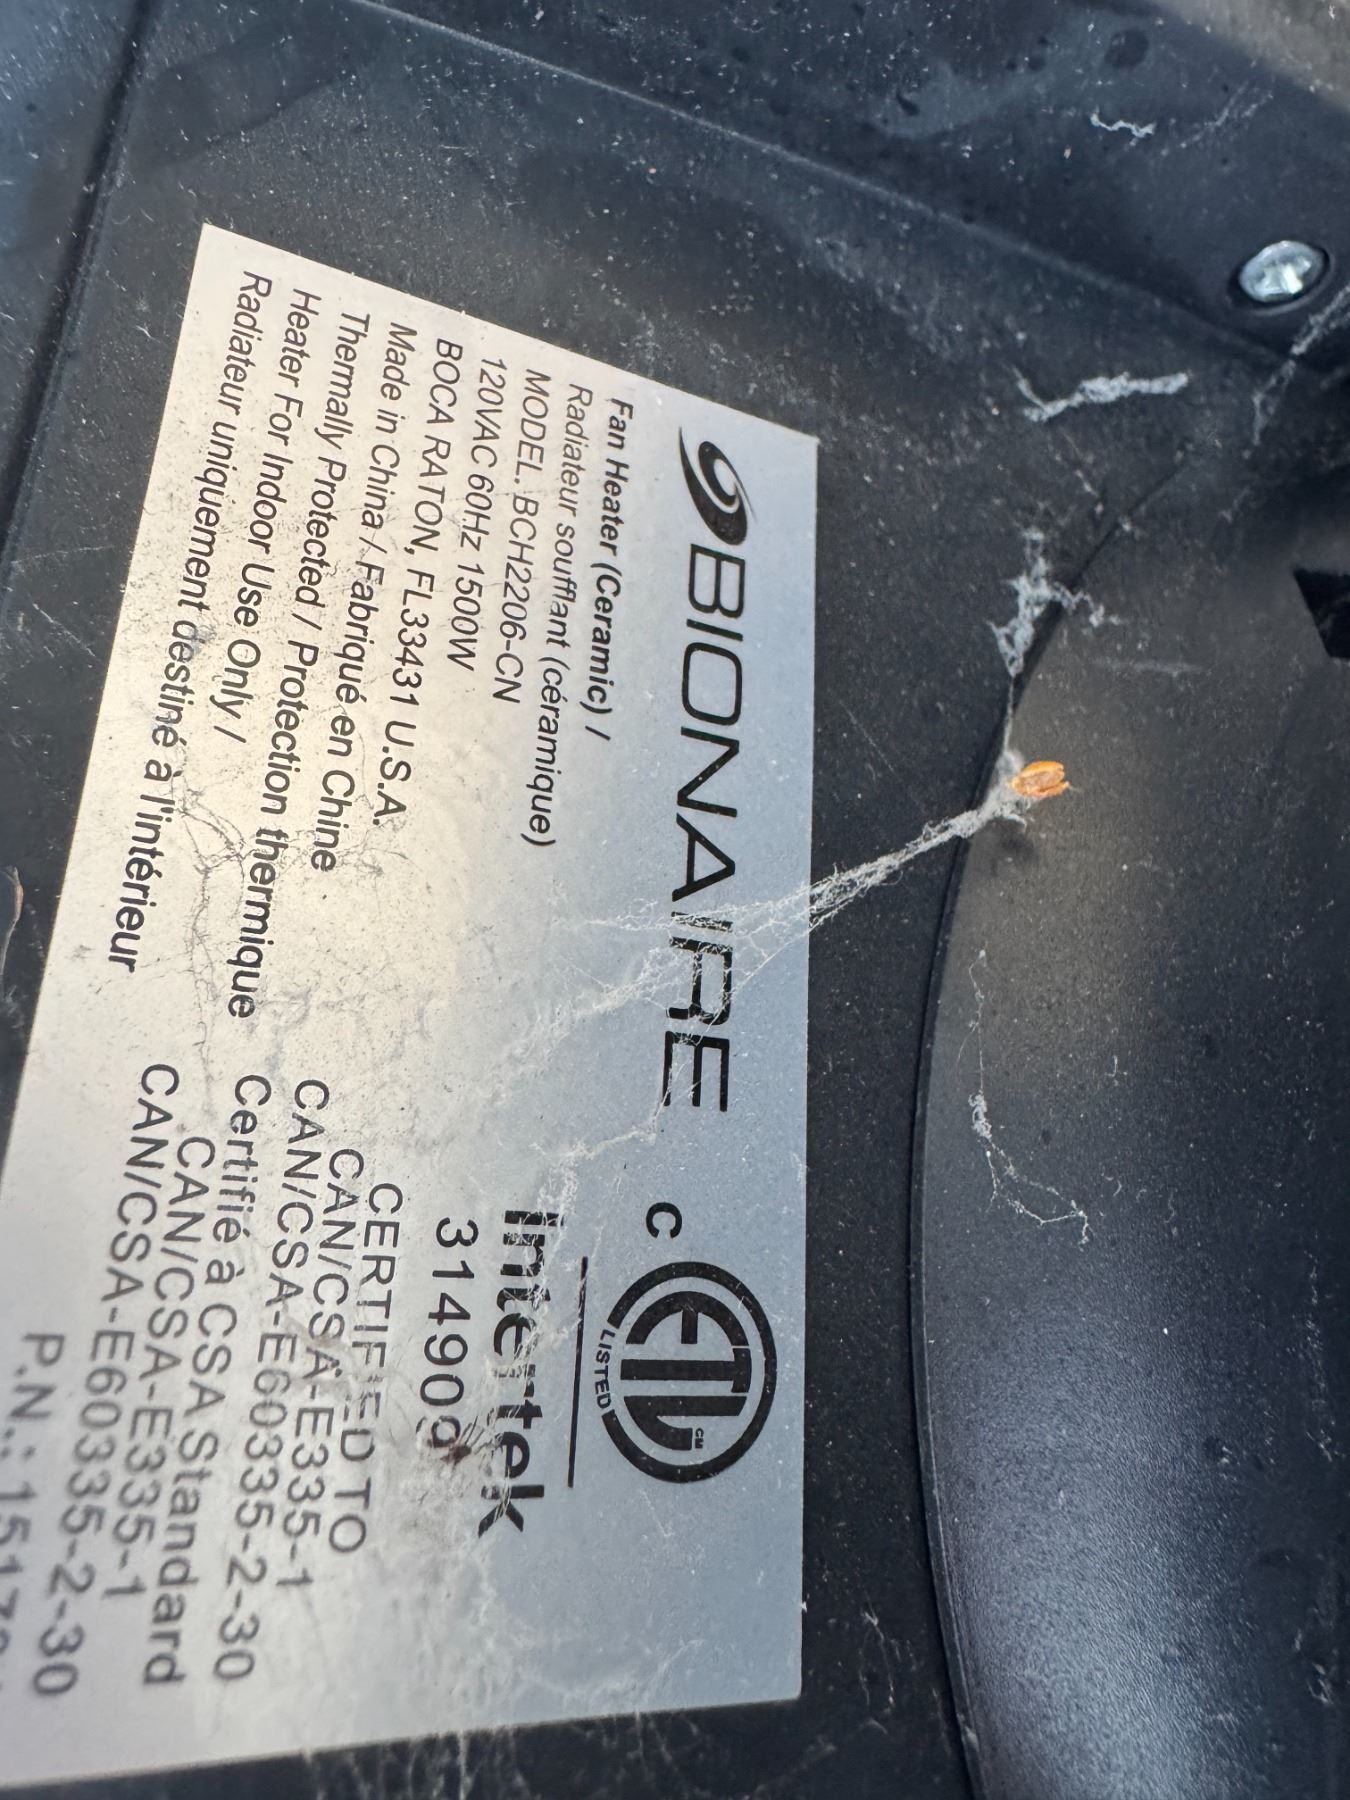 BIONAIRE
Fan Heater (Ceramic) /
Radiateur soufflant (céramique)
MODEL. BCH2206-CN
120VAC 60Hz 1500W
BOCA RATON, FL33431 U.S.A.
Made in China / Fabriqué en Chine
Thermally Protected / Protection thermique
Heater For Indoor Use Only /
Radiateur uniquement destiné à l'intérieur
C ETL CM
LISTED
Intertek
314909
CERTIFIED TO
CAN/CSA-E335-1
CAN/CSA-E60335-2-30
Certifié à CSA Standard
CAN/CSA-E335-1
CAN/CSA-E60335-2-30
P.N.: